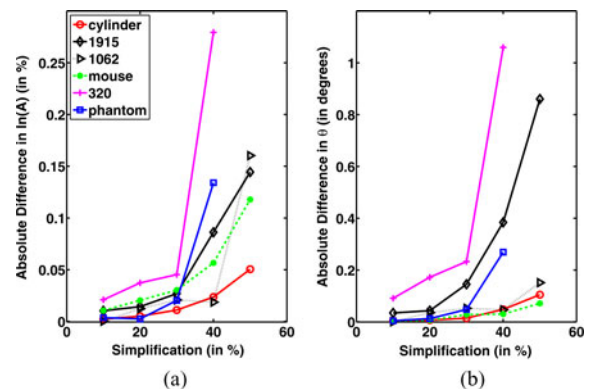 Absolute Difference in ln(A) (in %)
0.25
0.2
0.15
0.1
0.05
0
cylinder
1915
1062
mouse
320
phantom
0 20 40 60
Simplification (in %)
(a)
Absolute Difference in θ (in degrees)
1
0.8
0.6
0.4
0.2
0
0 20 40 60
Simplification (in %)
(b)